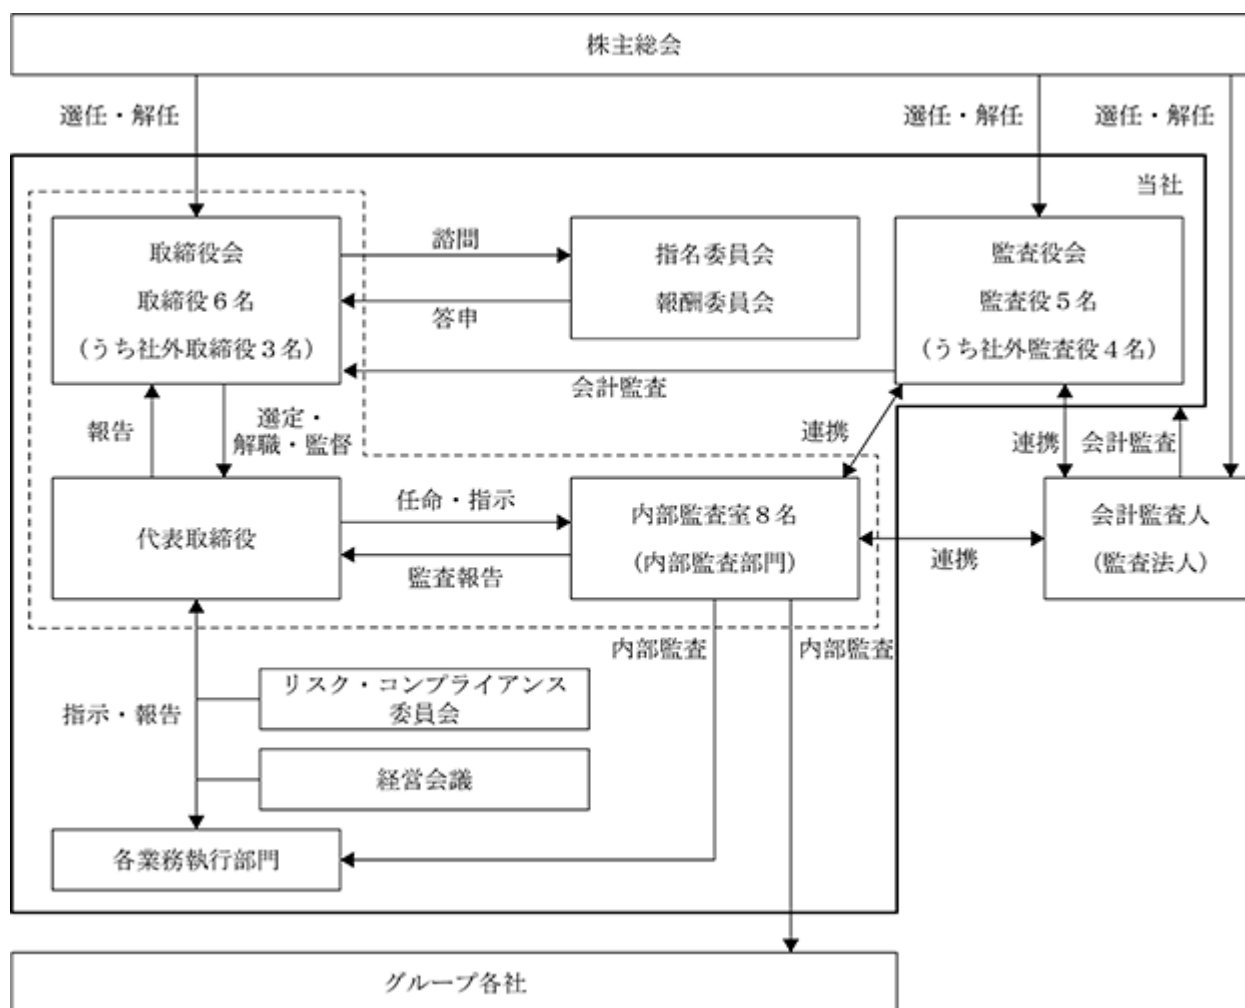 株主総会
選任・解任
選任・解任
選任・解任
当社
取締役会
取締役6名
(うち社外取締役3名)
諮問
答申
指名委員会
報酬委員会
監査役会
監査役5名
(うち社外監査役4名)
会計監査
報告
選定・
解職・監督
連携
連携
会計監査
代表取締役
任命・指示
監査報告
内部監査室8名
(内部監査部門)
連携
会計監査人
(監査法人)
内部監査
内部監査
指示・報告
リスク・コンプライアンス
委員会
経営会議
各業務執行部門
グループ各社